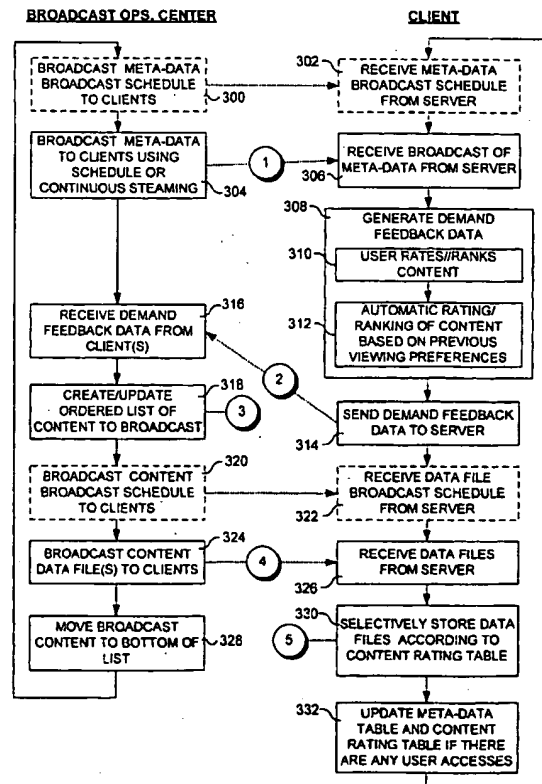 BROADCAST OPS. CENTER
CLIENT
BROADCAST META-DATA
BROADCAST SCHEDULE
TO CLIENTS
300
302
RECEIVE META-DATA
BROADCAST SCHEDULE
FROM SERVER
BROADCAST META-DATA
TO CLIENTS USING
SCHEDULE OR
CONTINUOUS STEAMING
304
1
RECEIVE BROADCAST OF
META-DATA FROM SERVER
306
308
GENERATE DEMAND
FEEDBACK DATA
310
USER RATES//RANKS
CONTENT
312
AUTOMATIC RATING/
RANKING OF CONTENT
BASED ON PREVIOUS
VIEWING PREFERENCES
316
RECEIVE DEMAND
FEEDBACK DATA FROM
CLIENT(S)
2
318
CREATE/UPDATE
ORDERED LIST OF
CONTENT TO BROADCAST
3
SEND DEMAND FEEDBACK
DATA TO SERVER
314
320
BROADCAST CONTENT
BROADCAST SCHEDULE
TO CLIENTS
RECEIVE DATA FILE
BROADCAST SCHEDULE
FROM SERVER
322
324
BROADCAST CONTENT
DATA FILE(S) TO CLIENTS
4
RECEIVE DATA FILES
FROM SERVER
326
MOVE BROADCAST
CONTENT TO BOTTOM OF
LIST
328
330
SELECTIVELY STORE DATA
FILES ACCORDING TO
CONTENT RATING TABLE
5
332
UPDATE META-DATA
TABLE AND CONTENT
RATING TABLE IF THERE
ARE ANY USER ACCESSES